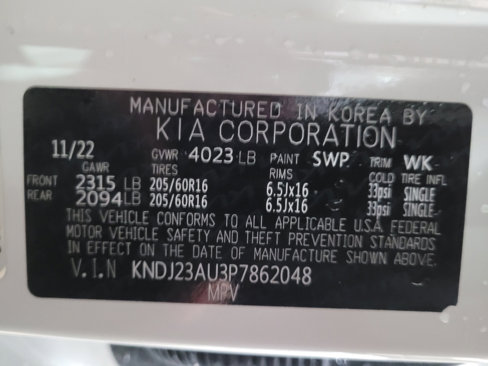 MANUFACTURED IN KOREA BY
KIA CORPORATION
11/22 GVWR 4023 LB PAINT SWP TRIM WK
GAWR TIRES RIMS COLD TIRE INFL
FRONT 2315 LB 205/60R16 6.5Jx16 33psi SINGLE
REAR 2094 LB 205/60R16 6.5Jx16 33psi SINGLE
THIS VEHICLE CONFORMS TO ALL APPLICABLE U.S.A. FEDERAL
MOTOR VEHICLE SAFETY AND THEFT PREVENTION STANDARDS
IN EFFECT ON THE DATE OF MANUFACTURE SHOWN ABOVE.
V.I.N KNDJ23AU3P7862048
MPV